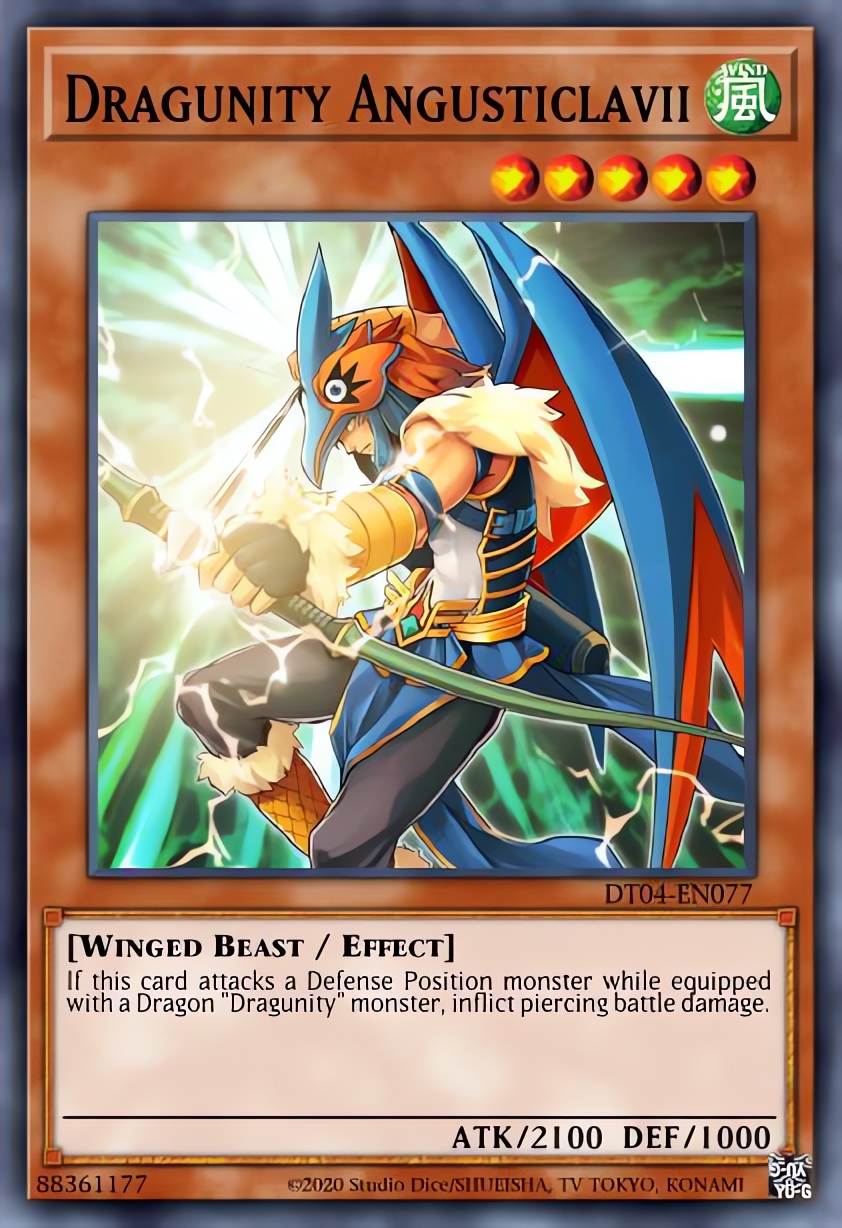 DRAGUNITY ANGUSTICLAVII
WIND
風
DT04-EN077
[WINGED BEAST / EFFECT]
If this card attacks a Defense Position monster while equipped
with a Dragon "Dragunity" monster, inflict piercing battle damage.
ATK/2100 DEF/1000
88361177
©2020 Studio Dice/SHUEISHA, TV TOKYO, KONAMI